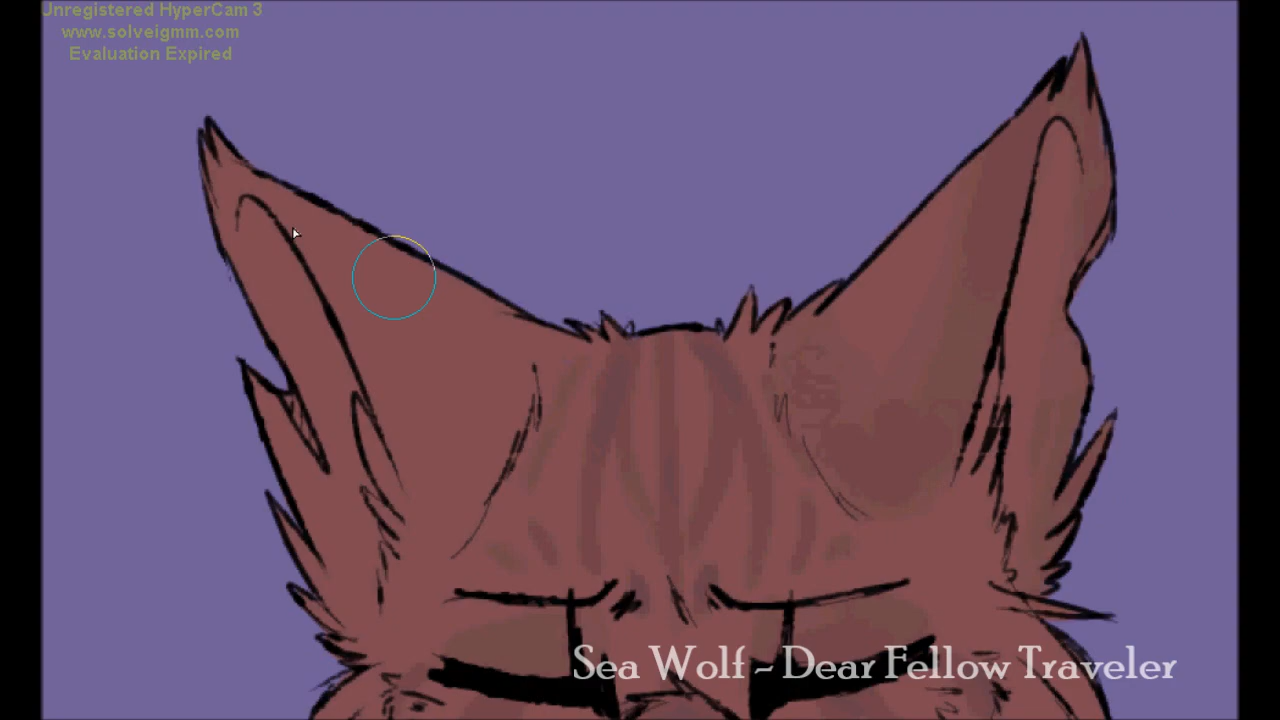 Unregistered HyperCam 3
www.solveigmm.com
Evaluation Expired
Sea Wolf ~ Dear Fellow Traveler